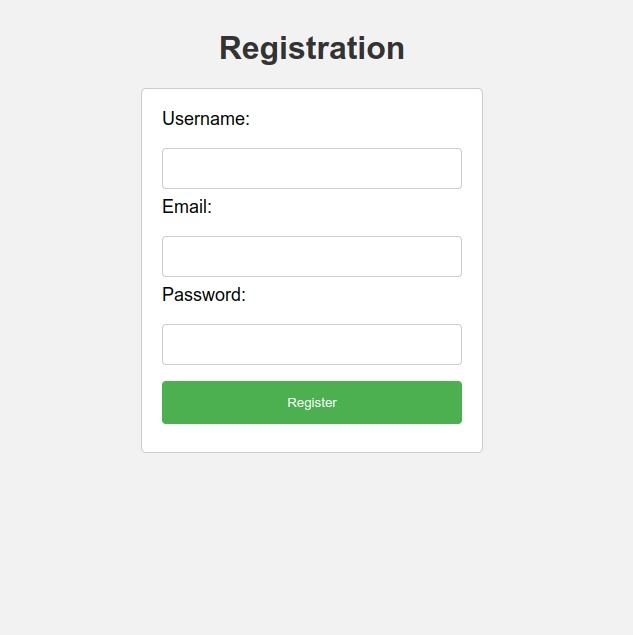 Registration
Username:
Email:
Password:
Register